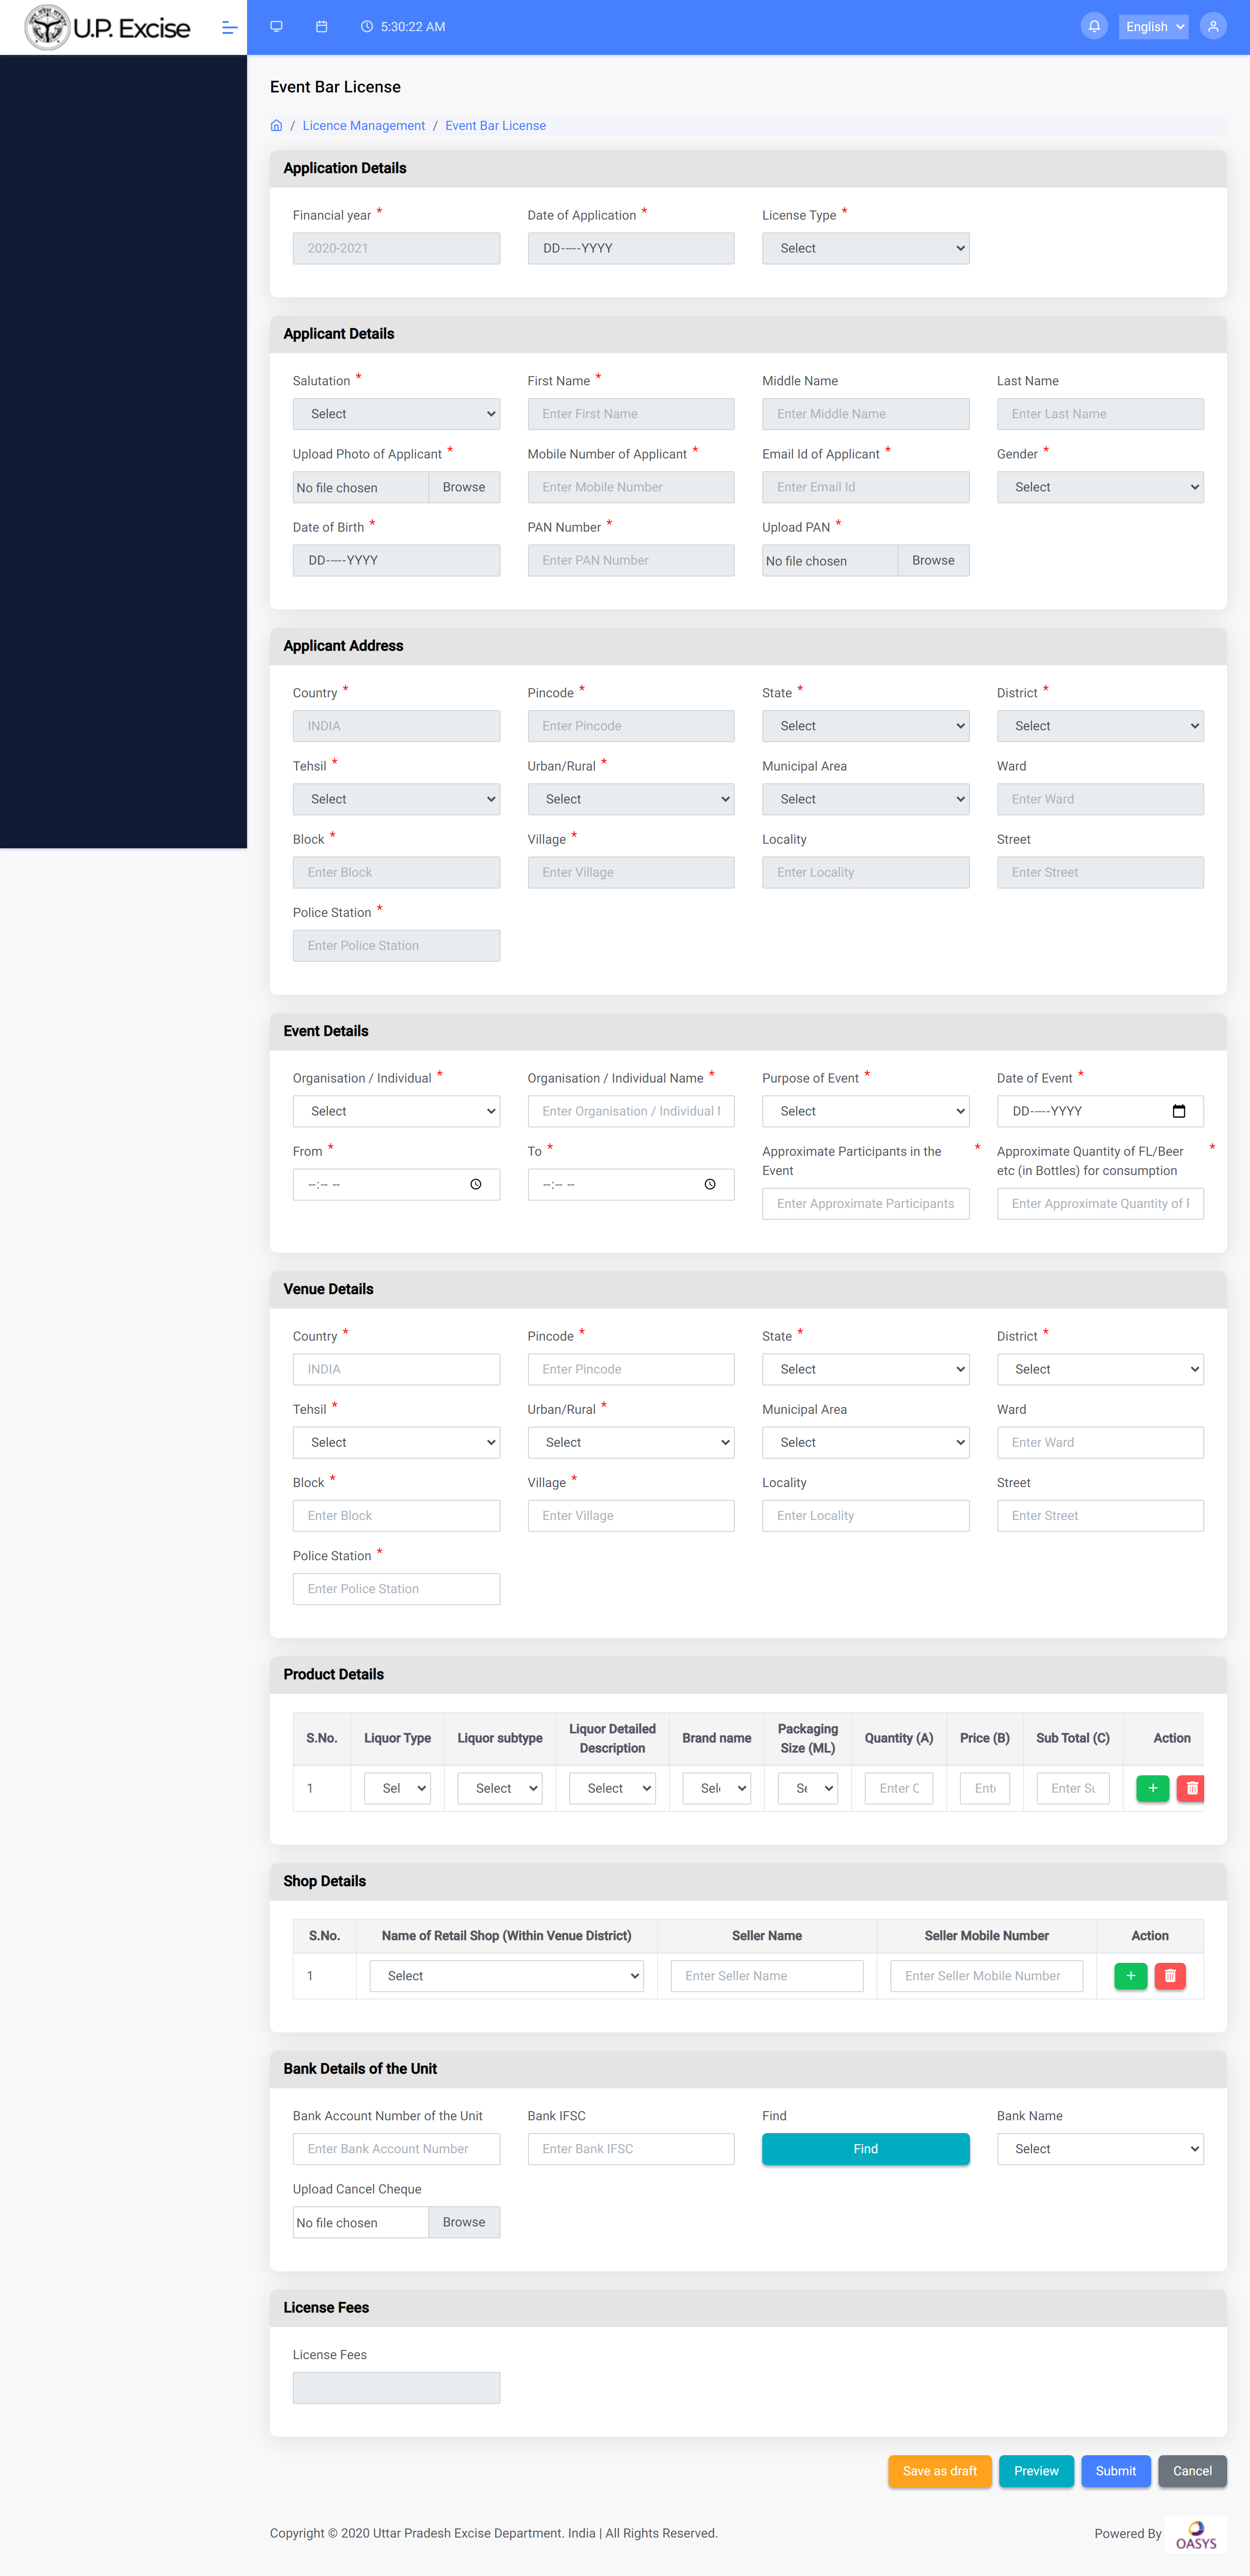 U.P. Excise
5:30:22 AM
English
Event Bar License
/ Licence Management / Event Bar License
Application Details
Financial year * Date of Application * License Type *
2020-2021 DD-----YYYY Select
Applicant Details
Salutation * First Name * Middle Name Last Name
Select Enter First Name Enter Middle Name Enter Last Name
Upload Photo of Applicant * Mobile Number of Applicant * Email Id of Applicant * Gender *
No file chosen Browse Enter Mobile Number Enter Email Id Select
Date of Birth * PAN Number * Upload PAN *
DD-----YYYY Enter PAN Number No file chosen Browse
Applicant Address
Country * Pincode * State * District *
INDIA Enter Pincode Select Select
Tehsil * Urban/Rural * Municipal Area Ward
Select Select Select Enter Ward
Block * Village * Locality Street
Enter Block Enter Village Enter Locality Enter Street
Police Station *
Enter Police Station
Event Details
Organisation / Individual * Organisation / Individual Name * Purpose of Event * Date of Event *
Select Enter Organisation / Individual N Select DD-----YYYY
From * To * Approximate Participants in the * Approximate Quantity of FL/Beer *
Event etc (in Bottles) for consumption
--:-- -- --:-- -- Enter Approximate Participants Enter Approximate Quantity of F
Venue Details
Country * Pincode * State * District *
INDIA Enter Pincode Select Select
Tehsil * Urban/Rural * Municipal Area Ward
Select Select Select Enter Ward
Block * Village * Locality Street
Enter Block Enter Village Enter Locality Enter Street
Police Station *
Enter Police Station
Product Details
S.No. Liquor Type Liquor subtype Liquor Detailed Description Brand name Packaging Size (ML) Quantity (A) Price (B) Sub Total (C) Action
1 Sel Select Select Sel Se Enter Q Ente Enter Su +
Shop Details
S.No. Name of Retail Shop (Within Venue District) Seller Name Seller Mobile Number Action
1 Select Enter Seller Name Enter Seller Mobile Number +
Bank Details of the Unit
Bank Account Number of the Unit Bank IFSC Find Bank Name
Enter Bank Account Number Enter Bank IFSC Find Select
Upload Cancel Cheque
No file chosen Browse
License Fees
License Fees
Save as draft Preview Submit Cancel
Copyright © 2020 Uttar Pradesh Excise Department. India | All Rights Reserved. Powered By OASYS